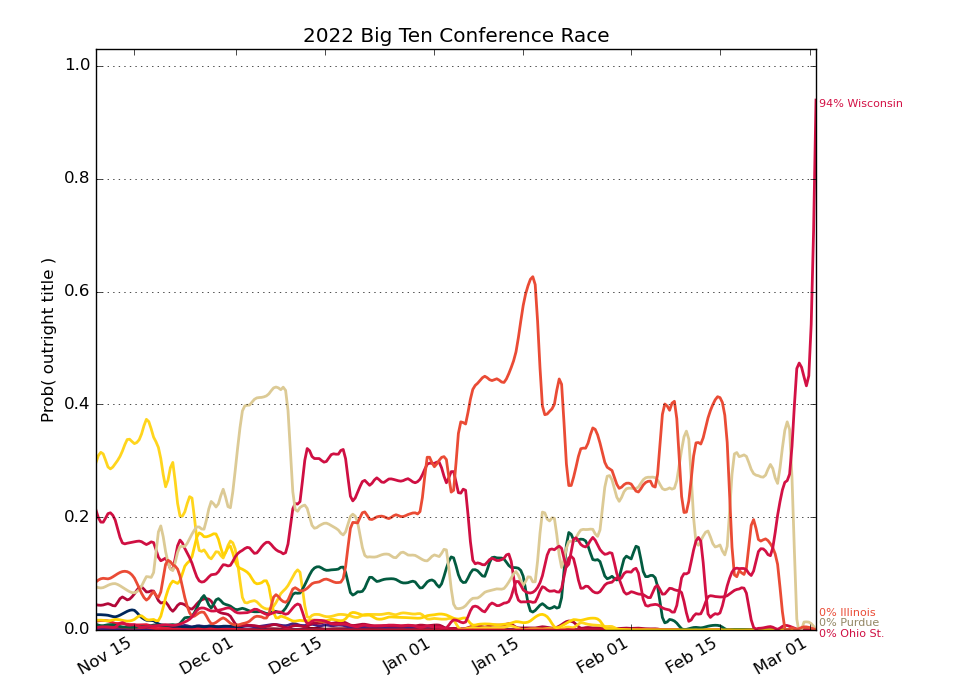 2022 Big Ten Conference Race
Prob( outright title )
1.0
0.8
0.6
0.4
0.2
0.0
94% Wisconsin
0% Illinois
0% Purdue
0% Ohio St.
Nov 15
Dec 01
Dec 15
Jan 01
Jan 15
Feb 01
Feb 15
Mar 01